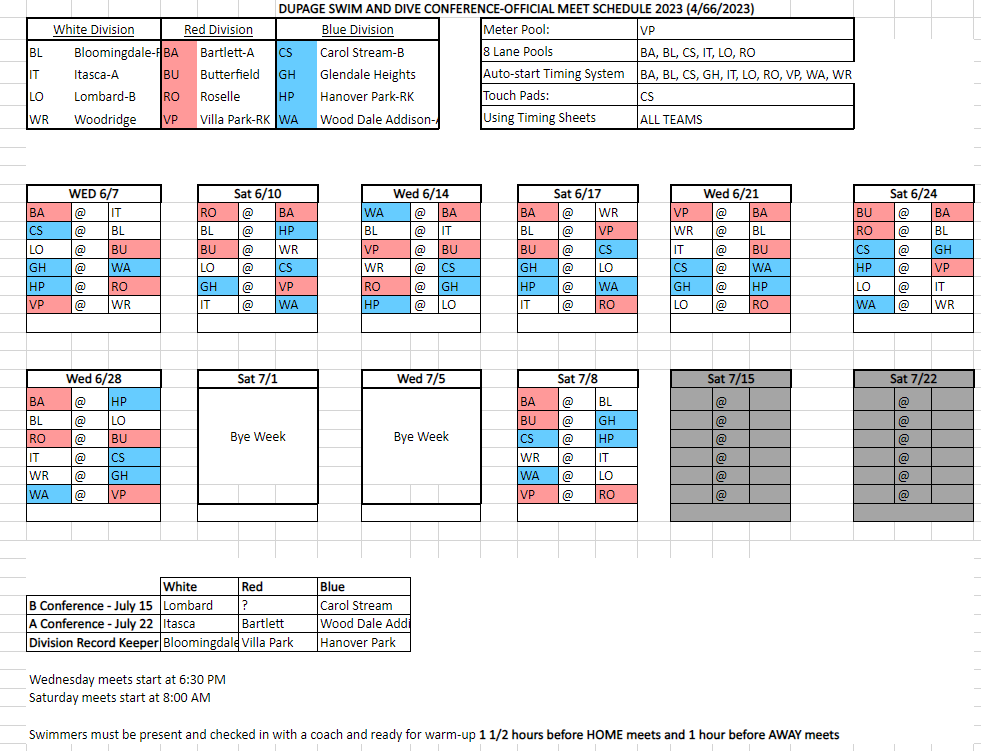 DUPAGE SWIM AND DIVE CONFERENCE-OFFICIAL MEET SCHEDULE 2023 (4/66/2023)
White Division Red Division Blue Division
BL Bloomingdale-R BA Bartlett-A CS Carol Stream-B
IT Itasca-A BU Butterfield GH Glendale Heights
LO Lombard-B RO Roselle HP Hanover Park-RK
WR Woodridge VP Villa Park-RK WA Wood Dale Addison-A
Meter Pool: VP
8 Lane Pools BA, BL, CS, IT, LO, RO
Auto-start Timing System BA, BL, CS, GH, IT, LO, RO, VP, WA, WR
Touch Pads: CS
Using Timing Sheets ALL TEAMS
WED 6/7 Sat 6/10 Wed 6/14 Sat 6/17 Wed 6/21 Sat 6/24
BA @ IT RO @ BA WA @ BA BA @ WR VP @ BA BU @ BA
CS @ BL BL @ HP BL @ IT BL @ VP WR @ BL RO @ BL
LO @ BU BU @ WR VP @ BU BU @ CS IT @ BU CS @ GH
GH @ WA LO @ CS WR @ CS GH @ LO CS @ WA HP @ VP
HP @ RO GH @ VP RO @ GH HP @ WA GH @ HP LO @ IT
VP @ WR IT @ WA HP @ LO IT @ RO LO @ RO WA @ WR
Wed 6/28 Sat 7/1 Wed 7/5 Sat 7/8 Sat 7/15 Sat 7/22
BA @ HP BA @ BL @ @
BL @ LO BU @ GH @ @
RO @ BU Bye Week Bye Week CS @ HP @ @
IT @ CS WR @ IT @ @
WR @ GH WA @ LO @ @
WA @ VP VP @ RO @ @
White Red Blue
B Conference - July 15 Lombard ? Carol Stream
A Conference - July 22 Itasca Bartlett Wood Dale Addi
Division Record Keeper Bloomingdale Villa Park Hanover Park
Wednesday meets start at 6:30 PM
Saturday meets start at 8:00 AM
Swimmers must be present and checked in with a coach and ready for warm-up 1 1/2 hours before HOME meets and 1 hour before AWAY meets